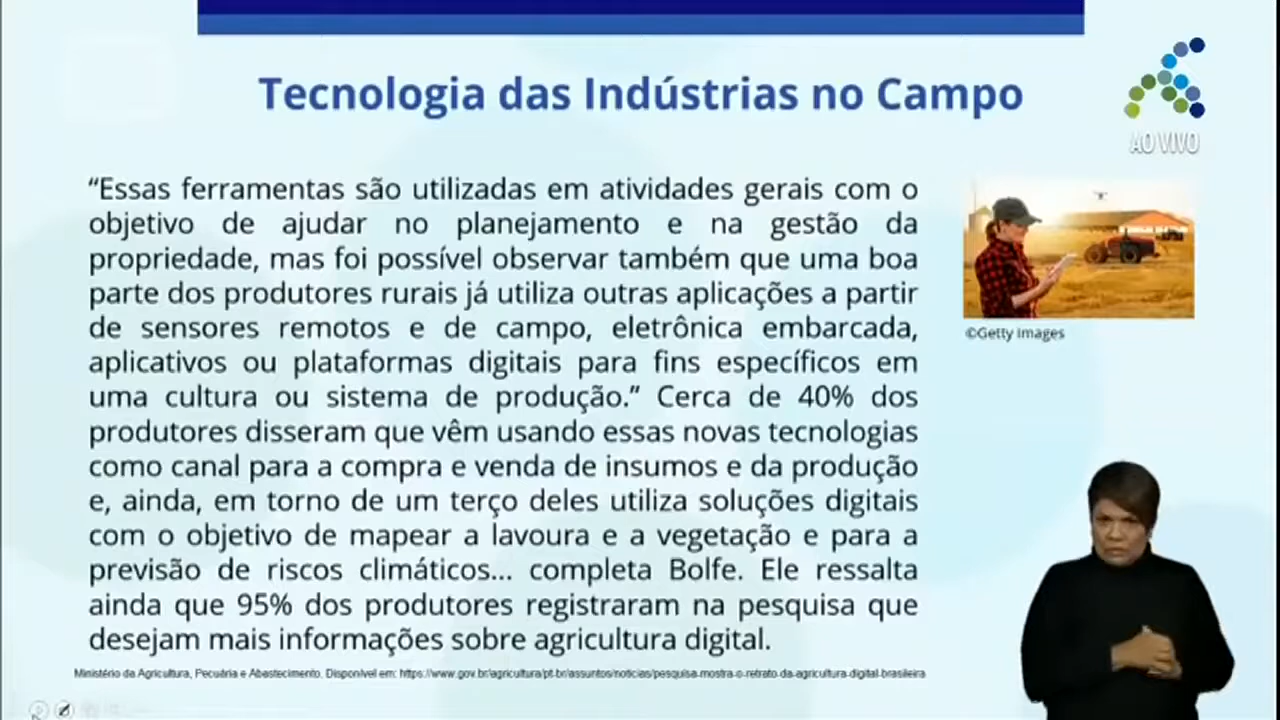 Tecnologia das Indústrias no Campo
AO VIVO
“Essas ferramentas são utilizadas em atividades gerais com o
objetivo de ajudar no planejamento e na gestão da
propriedade, mas foi possível observar também que uma boa
parte dos produtores rurais já utiliza outras aplicações a partir
de sensores remotos e de campo, eletrônica embarcada,
aplicativos ou plataformas digitais para fins específicos em
uma cultura ou sistema de produção.” Cerca de 40% dos
produtores disseram que vêm usando essas novas tecnologias
como canal para a compra e venda de insumos e da produção
e, ainda, em torno de um terço deles utiliza soluções digitais
com o objetivo de mapear a lavoura e a vegetação e para a
previsão de riscos climáticos... completa Bolfe. Ele ressalta
ainda que 95% dos produtores registraram na pesquisa que
desejam mais informações sobre agricultura digital.
©Getty Images
Ministério da Agricultura, Pecuária e Abastecimento. Disponível em: https://www.gov.br/agricultura/pt-br/assuntos/noticias/pesquisa-mostra-o-retrato-da-agricultura-digital-brasileira